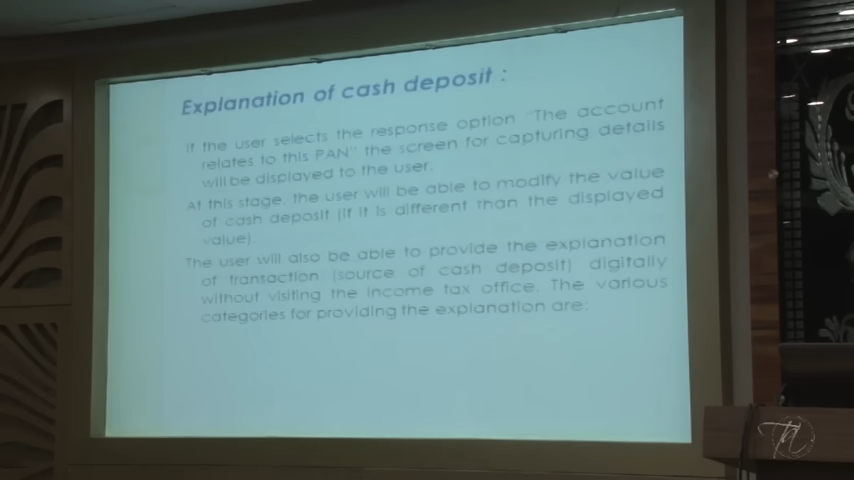 Explanation of cash deposit :
If the user selects the response option "The account
relates to this PAN" the screen for capturing details
will be displayed to the user.
At this stage, the user will be able to modify the value
of cash deposit (if it is different than the displayed
value)
The user will also be able to provide the explanation
of transaction (source of cash deposit) digitally
without visiting the income tax office. The various
categories for providing the explanation are: